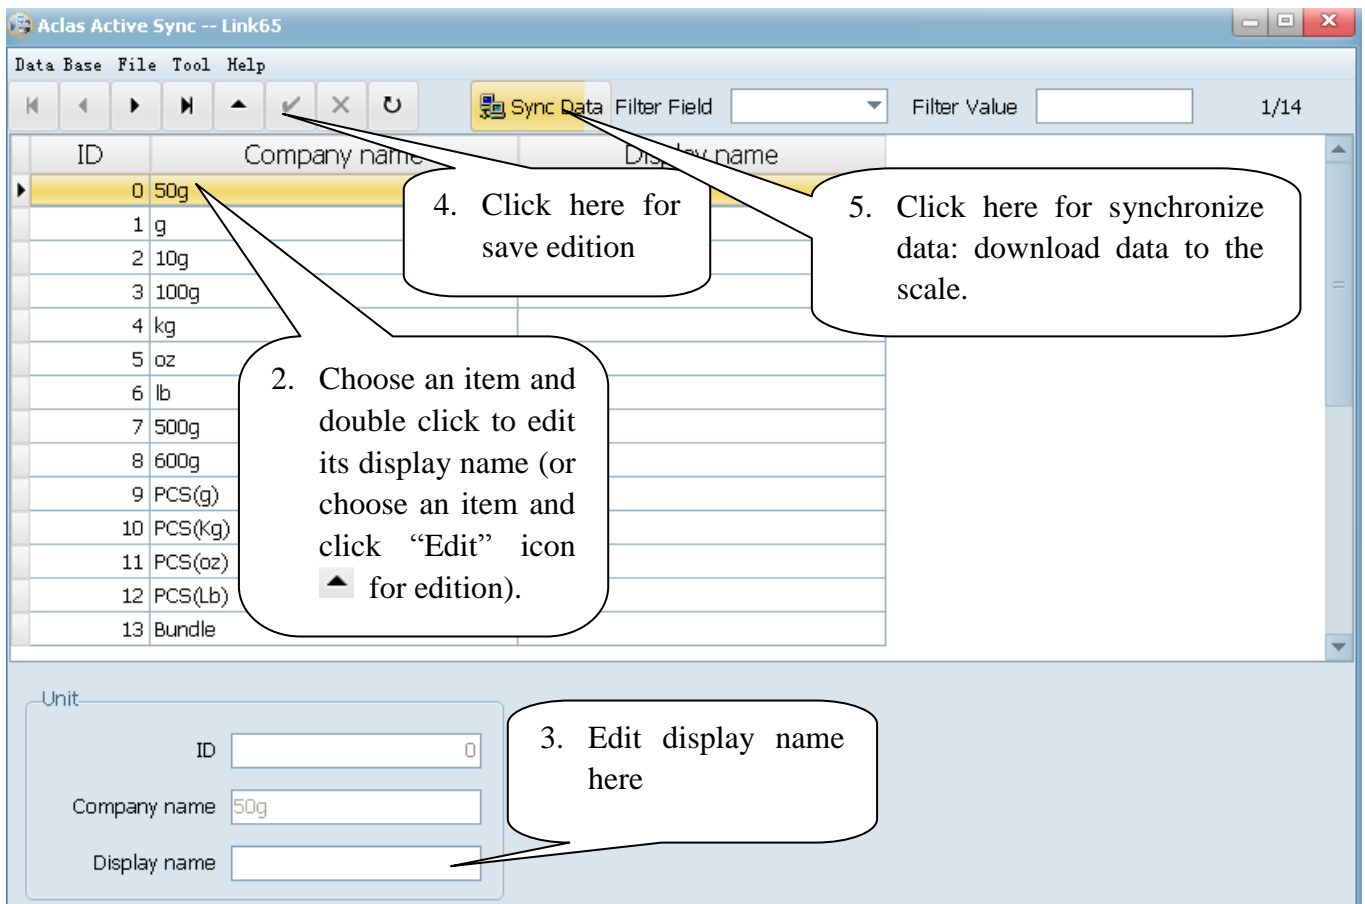 Aclas Active Sync -- Link65
Data Base File Tool Help
Sync Data Filter Field Filter Value 1/14
ID Company name Display name
0 50g
1 g
2 10g
3 100g
4 kg
5 oz
6 lb
7 500g
8 600g
9 PCS(g)
10 PCS(Kg)
11 PCS(oz)
12 PCS(Lb)
13 Bundle
4. Click here for
save edition
5. Click here for synchronize
data: download data to the
scale.
2. Choose an item and
double click to edit
its display name (or
choose an item and
click “Edit” icon
for edition).
Unit
ID 0
Company name 50g
Display name
3. Edit display name
here